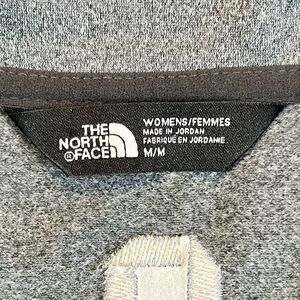 THE
NORTH
®FACE
WOMENS/FEMMES
MADE IN JORDAN
FABRIQUÉ EN JORDANIE
M/M